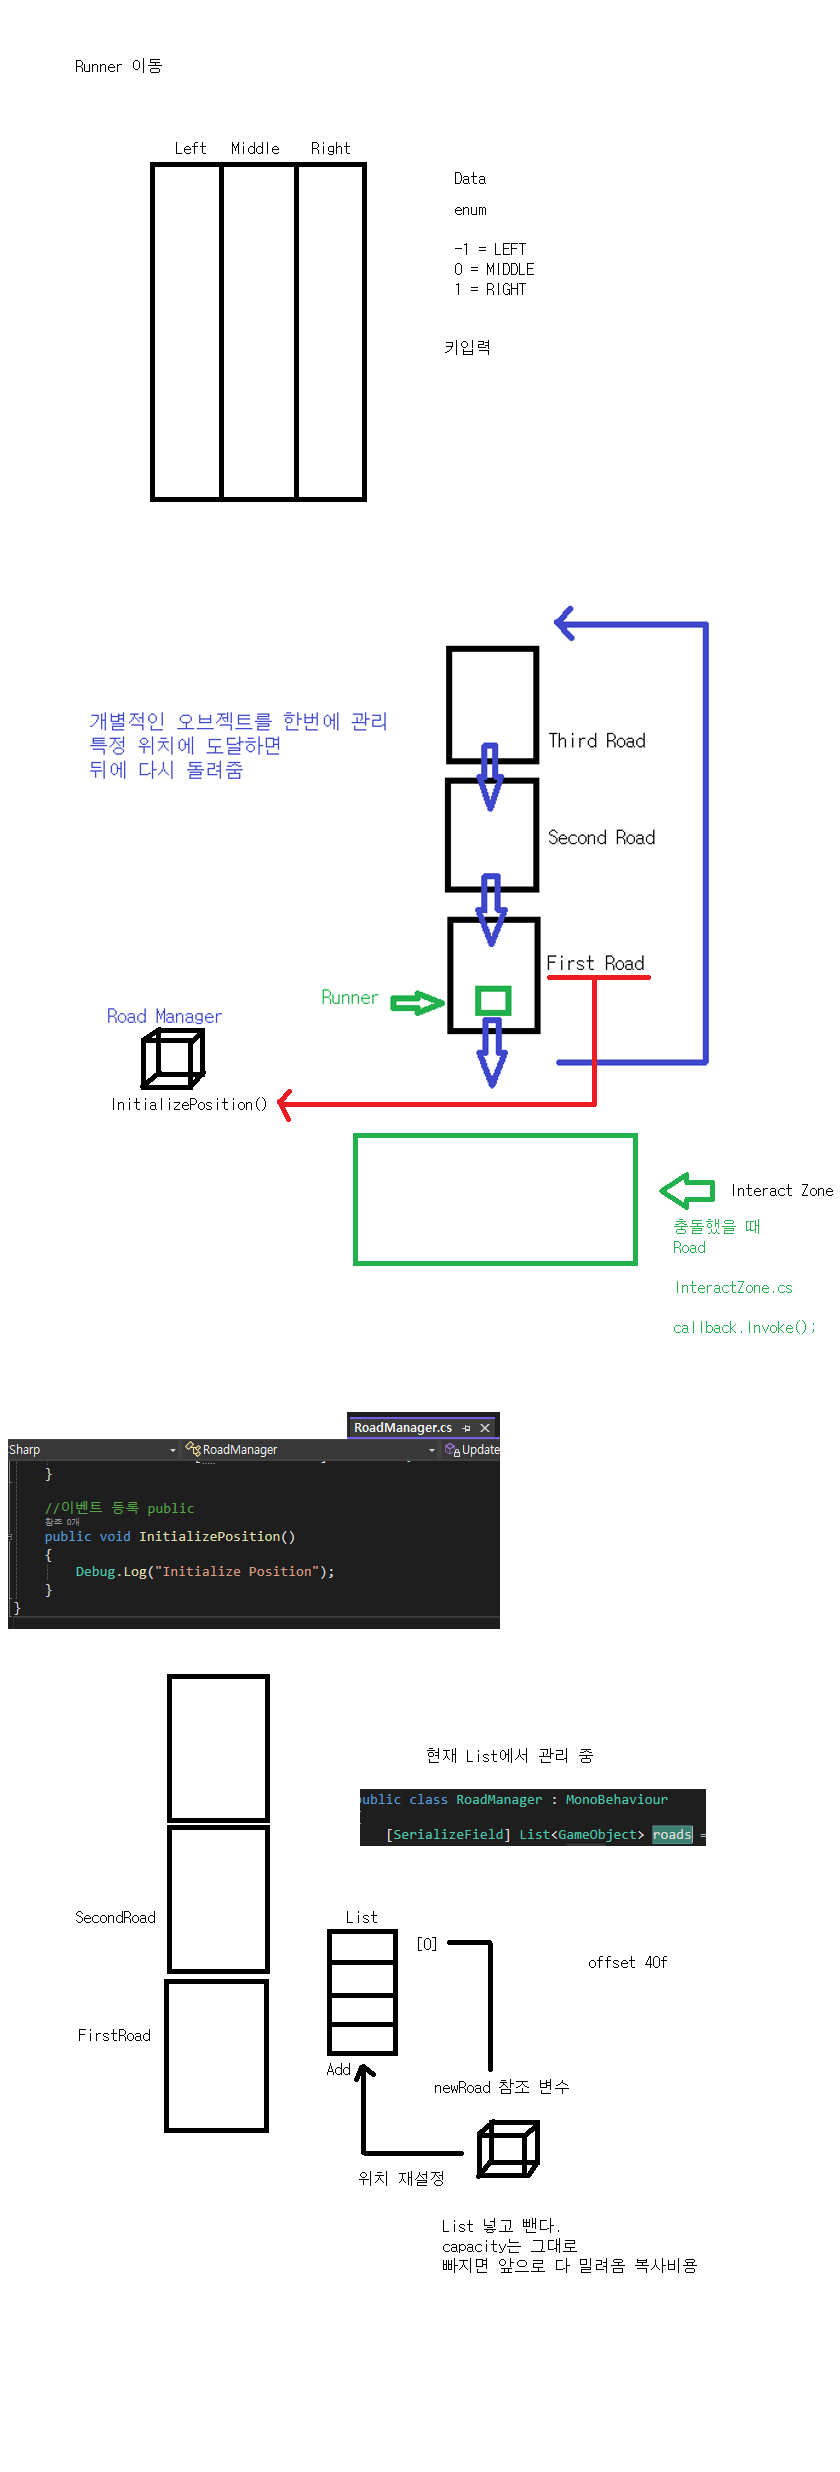 Runner 이동
Left Middle Right
Data
enum
-1 = LEFT
0 = MIDDLE
1 = RIGHT
키입력
개별적인 오브젝트를 한번에 관리
특정 위치에 도달하면
뒤에 다시 돌려줌
Third Road
Second Road
First Road
Runner
Road Manager
InitializePosition()
Interact Zone
충돌했을 때
Road
InteractZone.cs
callback.Invoke();
RoadManager.cs
Sharp RoadManager Update
}
//이벤트 등록 public
참조 0개
public void InitializePosition()
{
Debug.Log("Initialize Position");
}
}
현재 List에서 관리 중
public class RoadManager : MonoBehaviour
[SerializeField] List<GameObject> roads =
SecondRoad
List
[0]
offset 40f
FirstRoad
Add
newRoad 참조 변수
위치 재설정
List 넣고 뺀다.
capacity는 그대로
빠지면 앞으로 다 밀려옴 복사비용